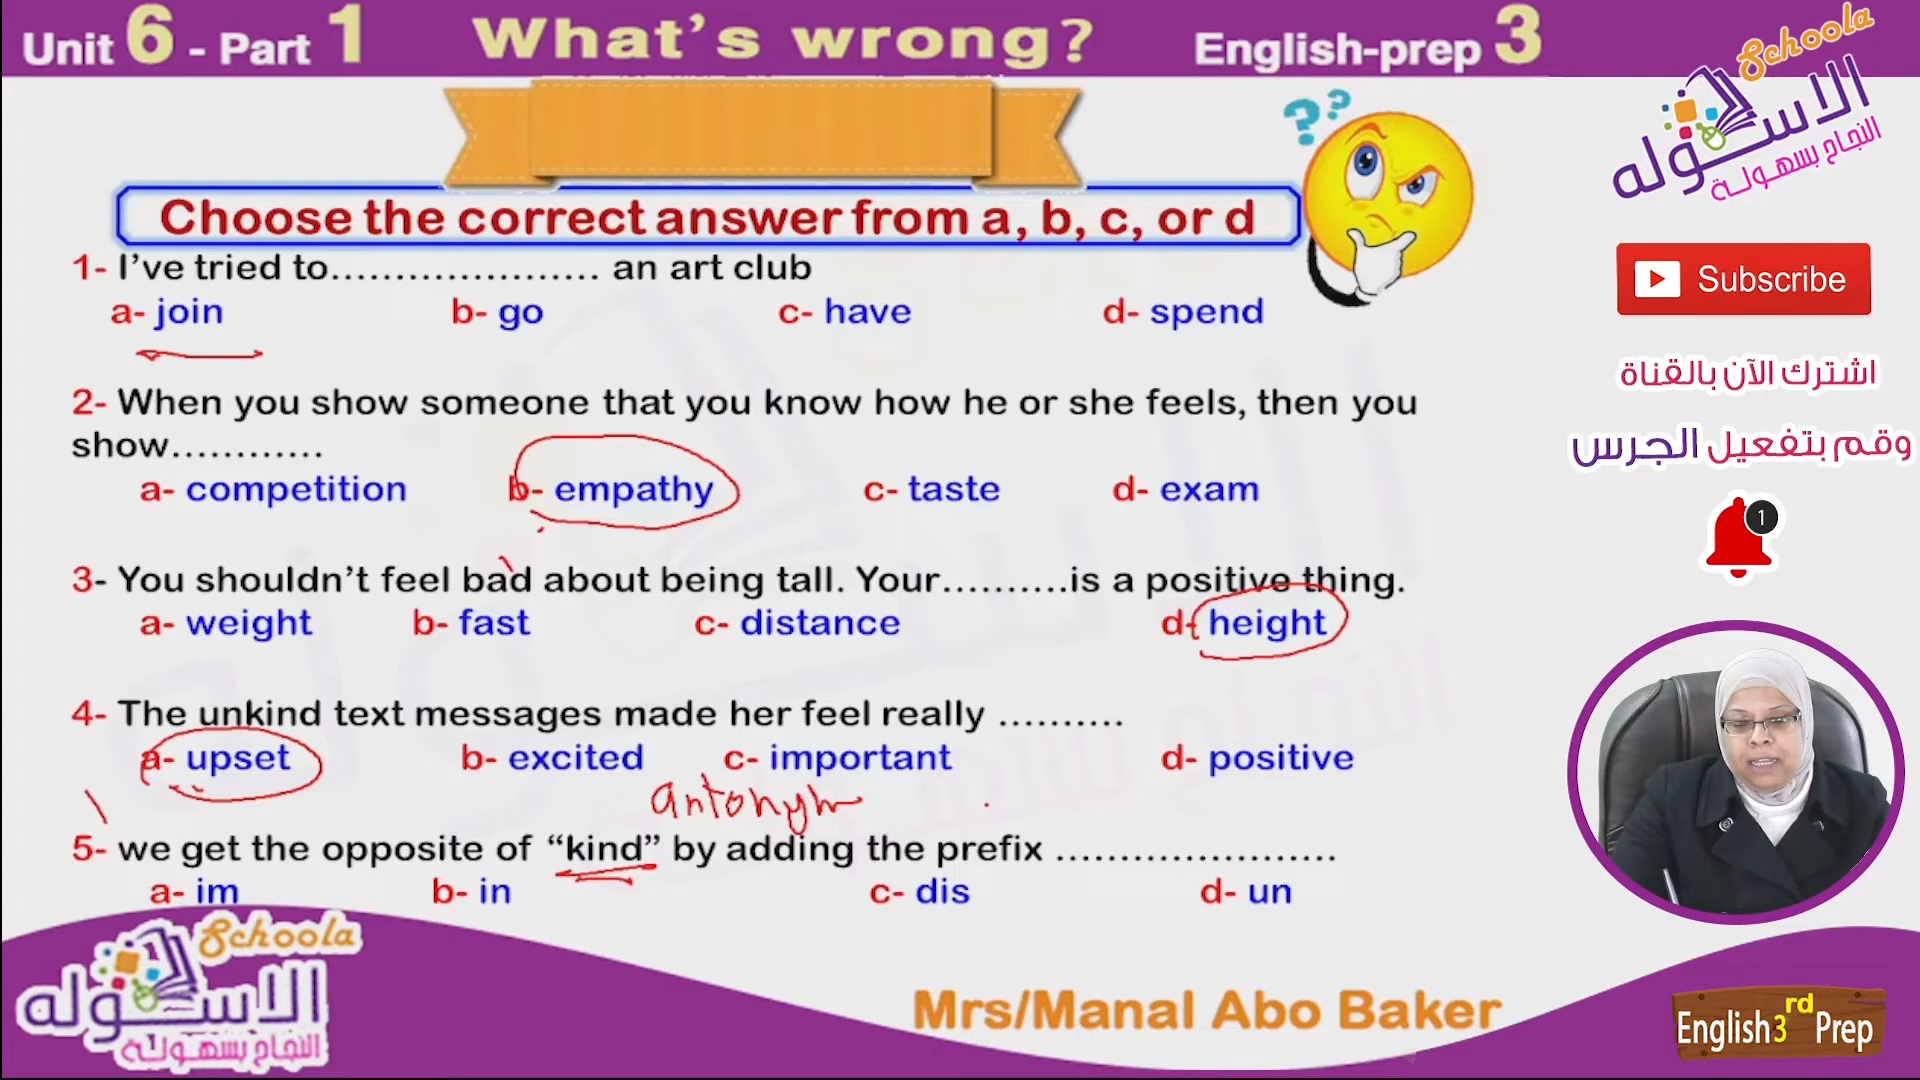 Unit 6 - Part 1 What's wrong? English-prep 3
Schoola
الاسكوله
النجاح بسهولة
Choose the correct answer from a, b, c, or d
1- I've tried to..................... an art club
a- join b- go c- have d- spend
2- When you show someone that you know how he or she feels, then you
show............
a- competition b- empathy c- taste d- exam
3- You shouldn't feel bad about being tall. Your..........is a positive thing.
a- weight b- fast c- distance d- height
4- The unkind text messages made her feel really ..........
a- upset b- excited c- important d- positive
antonym
5- we get the opposite of “kind” by adding the prefix ......................
a- im b- in c- dis d- un
Subscribe
اشترك الآن بالقناة
وقم بتفعيل الجرس
1
Schoola
الاسكوله
النجاح بسهولة
Mrs/Manal Abo Baker
English 3rd Prep